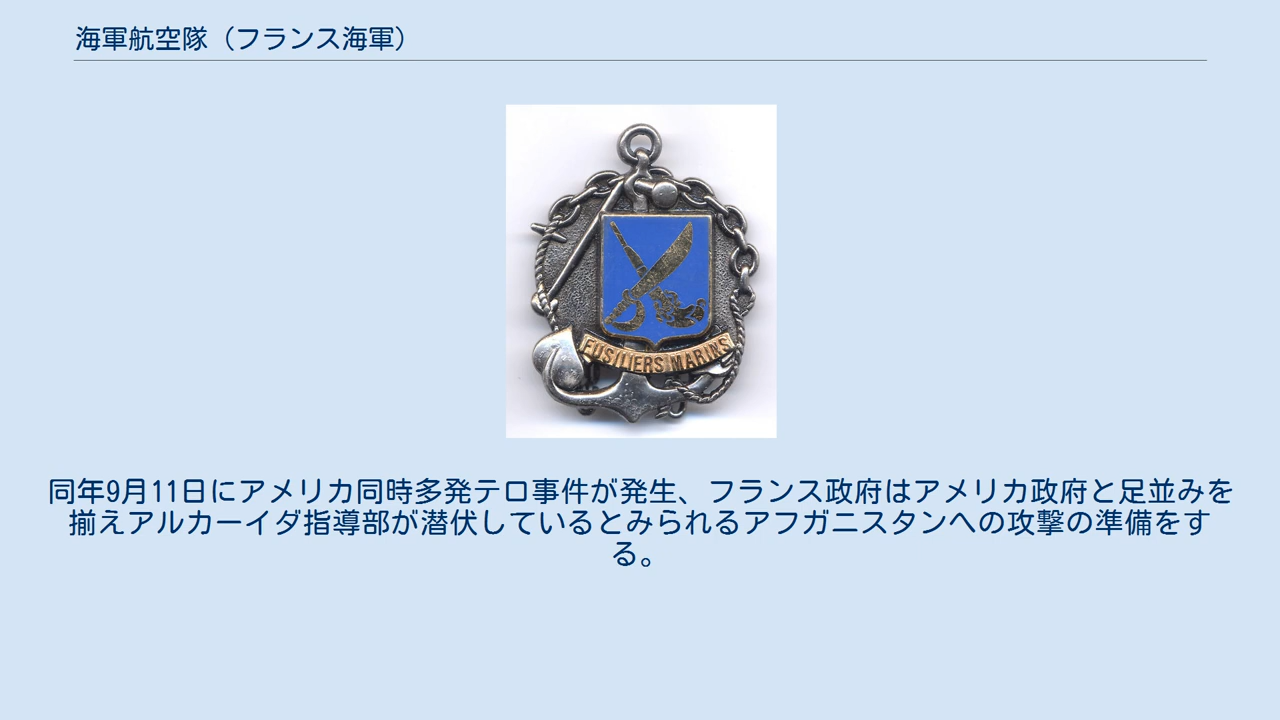 海軍航空隊（フランス海軍）
FUSILIERS MARINS
同年9月11日にアメリカ同時多発テロ事件が発生、フランス政府はアメリカ政府と足並みを
揃えアルカーイダ指導部が潜伏しているとみられるアフガニスタンへの攻撃の準備をす
る。